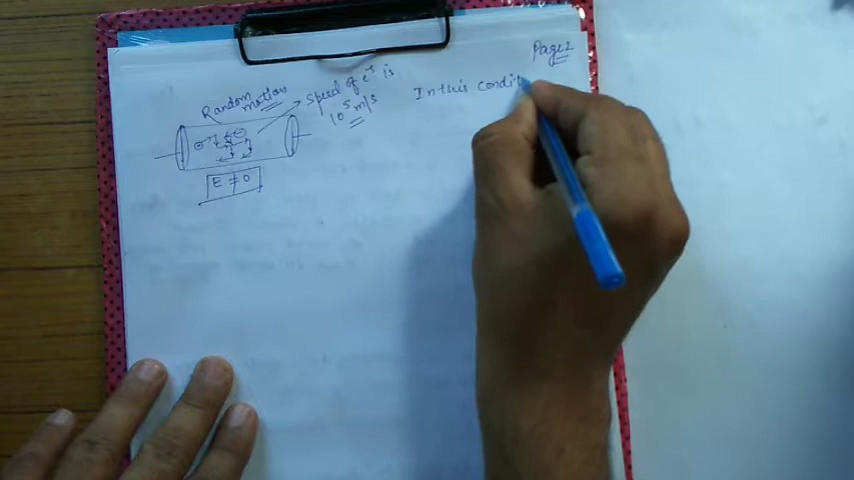 Page 2
Random motion
Speed of e⁻s is
10⁵ m/s
In this condit
E ≠ 0